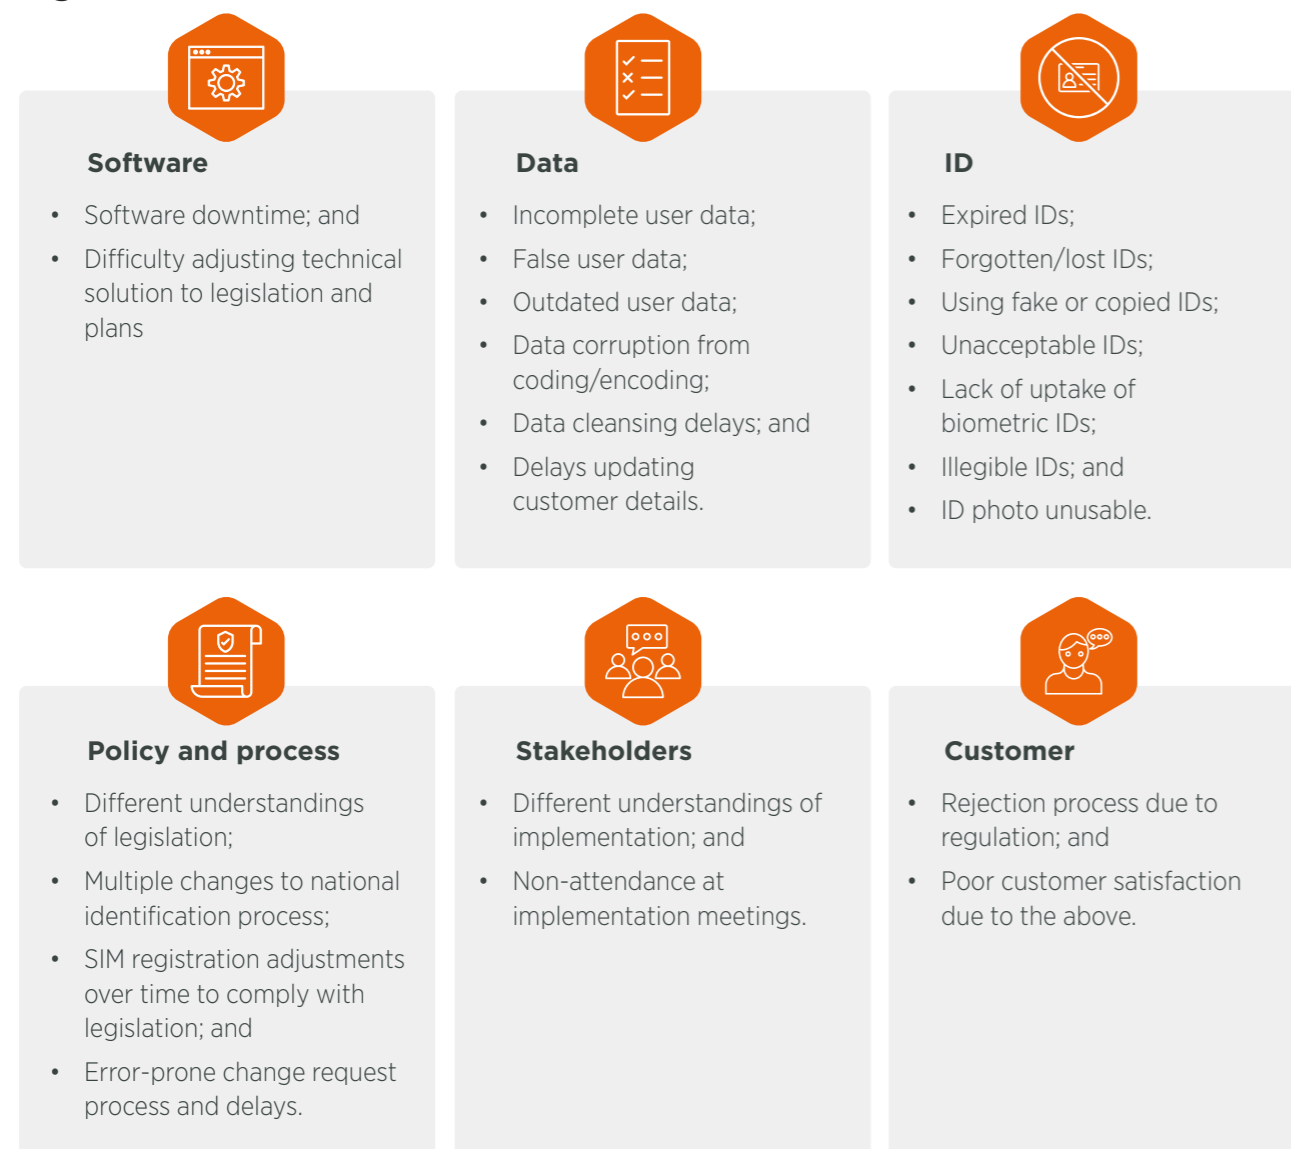 Software
• Software downtime; and
• Difficulty adjusting technical
solution to legislation and
plans
Data
• Incomplete user data;
• False user data;
• Outdated user data;
• Data corruption from
coding/encoding;
• Data cleansing delays; and
• Delays updating
customer details.
ID
• Expired IDs;
• Forgotten/lost IDs;
• Using fake or copied IDs;
• Unacceptable IDs;
• Lack of uptake of
biometric IDs;
• Illegible IDs; and
• ID photo unusable.
Policy and process
• Different understandings
of legislation;
• Multiple changes to national
identification process;
• SIM registration adjustments
over time to comply with
legislation; and
• Error-prone change request
process and delays.
Stakeholders
• Different understandings of
implementation; and
• Non-attendance at
implementation meetings.
Customer
• Rejection process due to
regulation; and
• Poor customer satisfaction
due to the above.